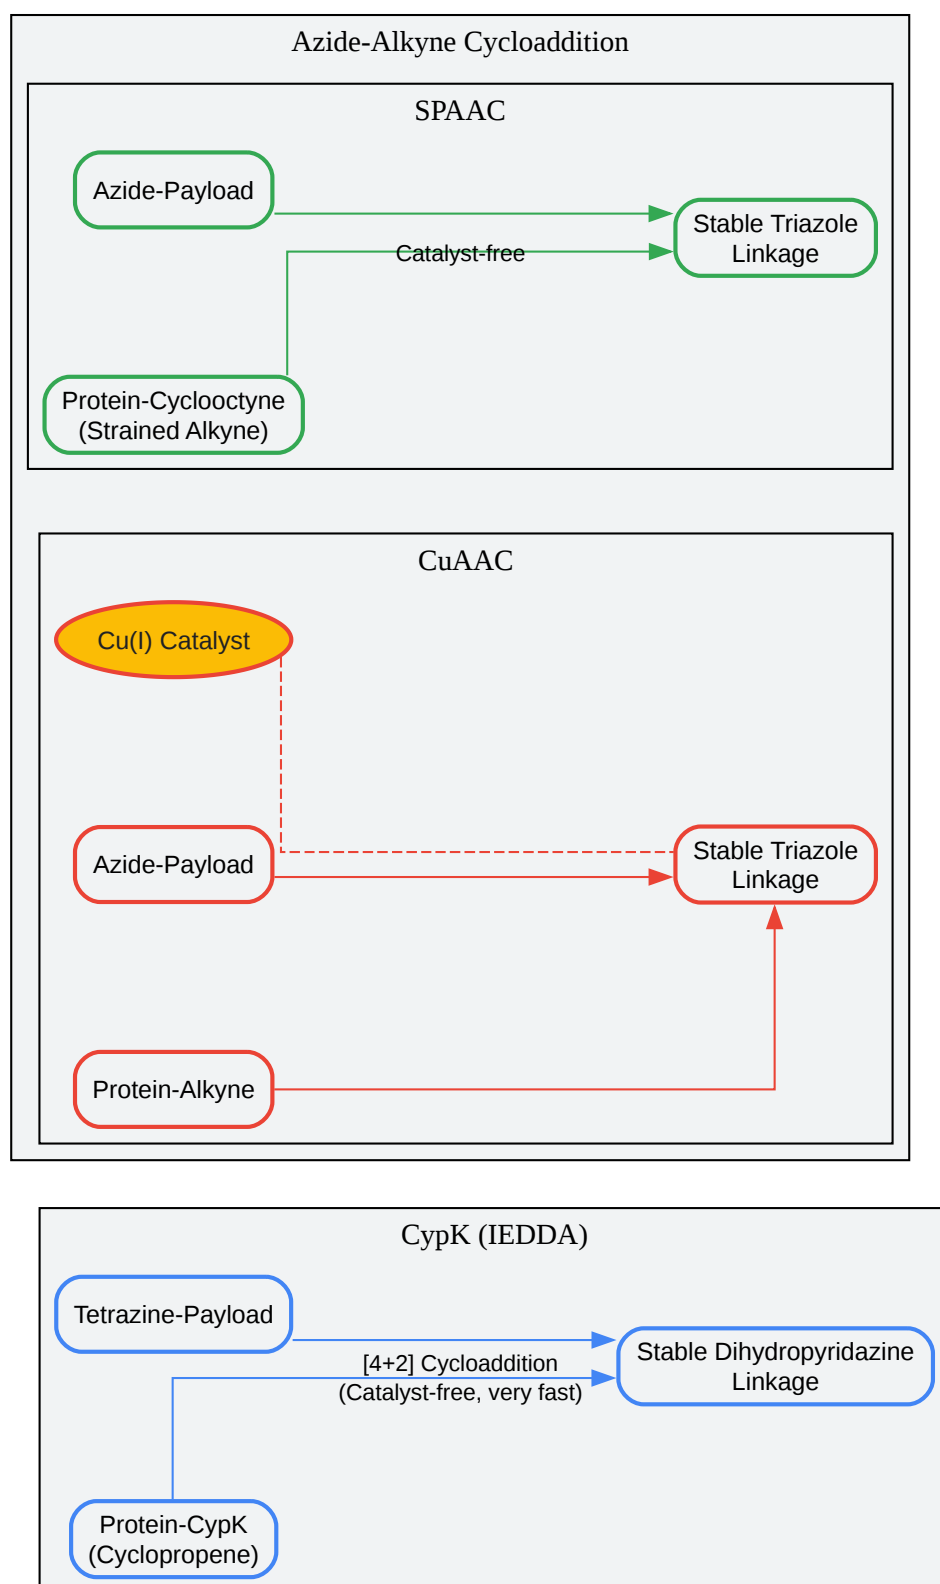 Azide-Alkyne Cycloaddition
SPAAC
Azide-Payload
Stable Triazole
Linkage
Catalyst-free
Protein-Cyclooctyne
(Strained Alkyne)
CuAAC
Cu(I) Catalyst
Azide-Payload
Stable Triazole
Linkage
Protein-Alkyne
CypK (IEDDA)
Tetrazine-Payload
[4+2] Cycloaddition
(Catalyst-free, very fast)
Stable Dihydropyridazine
Linkage
Protein-CypK
(Cyclopropene)